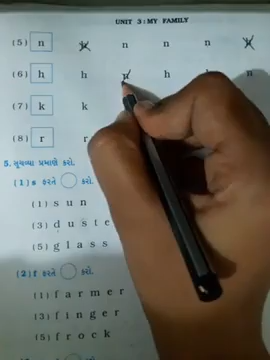 UNIT 3 : MY FAMILY
(5) n n n n
(6) h h n h n
(7) k k
(8) r r
5. સૂચવ્યા પ્રમાણે કરો.
(1) s ફરતે ◯ કરો.
(1) s u n
(3) d u s t e
(5) g l a s s
(2) r ફરતે ◯ કરો.
(1) f a r m e r
(3) f i n g e r
(5) f r o c k